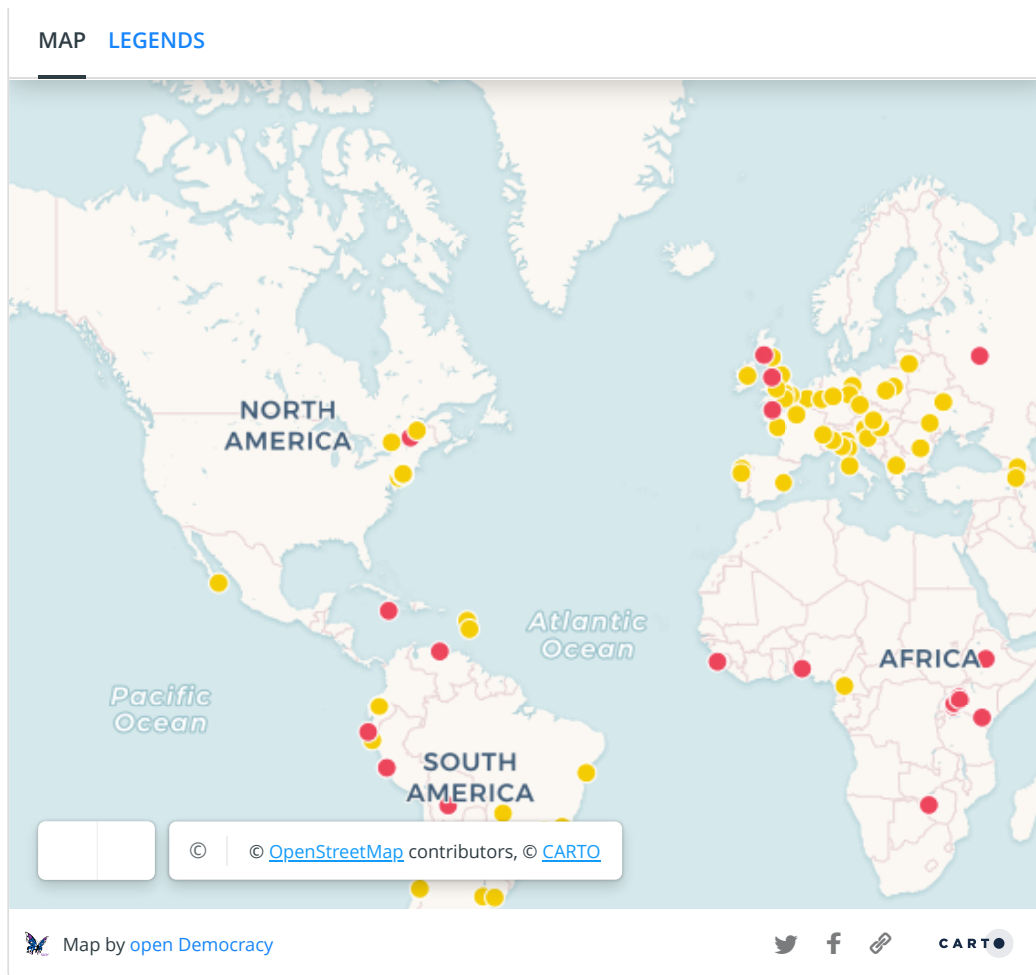 MAP LEGENDS
NORTH
AMERICA
Atlantic
Ocean
AFRICA
Pacific
Ocean
SOUTH
AMERICA
© © OpenStreetMap contributors, © CARTO
Map by open Democracy
CARTO